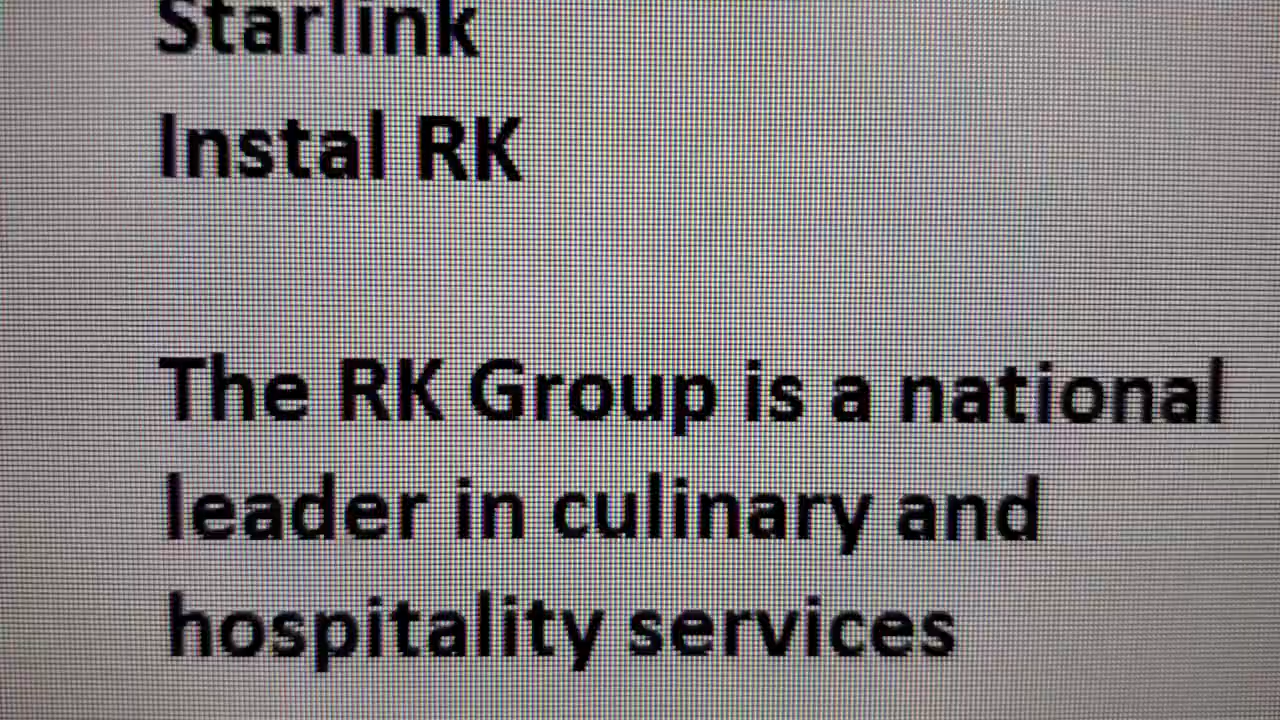 Starlink
Instal RK
The RK Group is a national
leader in culinary and
hospitality services